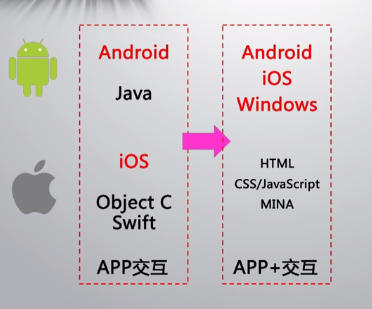 Android
Java
iOS
Object C
Swift
APP交互
Android
iOS
Windows
HTML
CSS/JavaScript
MINA
APP+交互